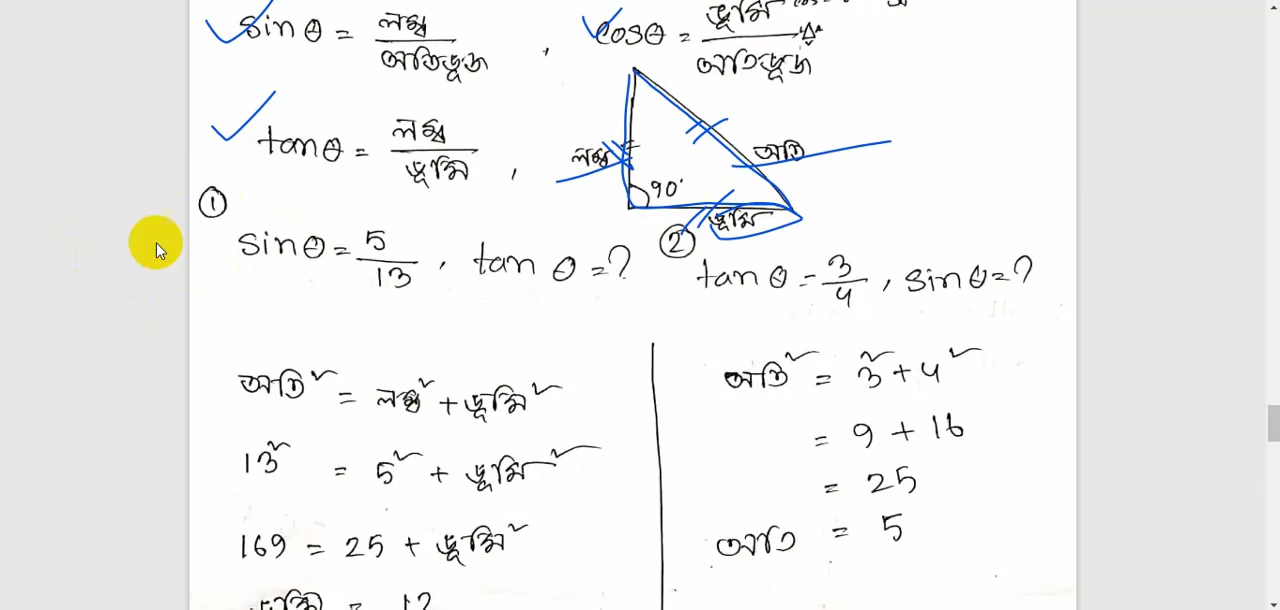 sinθ = লম্ব / অতিভূজ , cosθ = ভূমি / অতিভূজ
tanθ = লম্ব / ভূমি ,
লম্ব
অতি
90°
ভূমি
① sinθ = 5/13 , tanθ = ?
অতি² = লম্ব² + ভূমি²
13² = 5² + ভূমি²
169 = 25 + ভূমি²
ভূমি = 12
② tanθ = 3/4 , sinθ = ?
অতি² = 3² + 4²
= 9 + 16
= 25
অতি = 5